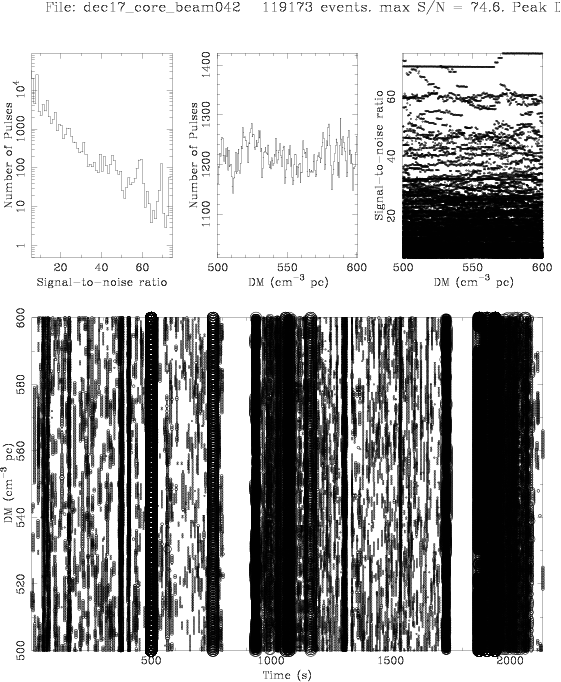 File: dec17_core_beam042 119173 events. max S/N = 74.6. Peak
Number of Pulses
1 10 100 1000 10^4
20 40 60
Signal-to-noise ratio
Number of Pulses
1100 1200 1300 1400
500 550 600
DM (cm^-3 pc)
Signal-to-noise ratio
20 40 60
500 550 600
DM (cm^-3 pc)
DM (cm^-3 pc)
500 520 540 560 580 600
500 1000 1500 2000
Time (s)